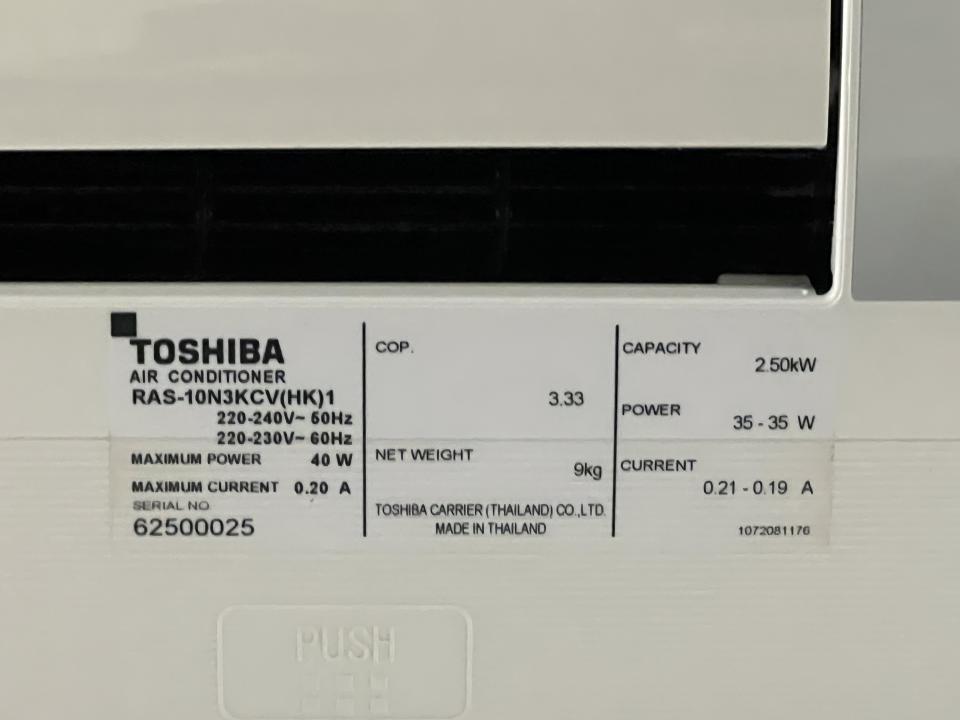 TOSHIBA
AIR CONDITIONER
RAS-10N3KCV(HK)1
220-240V~ 50Hz
220-230V~ 60Hz
MAXIMUM POWER 40 W
MAXIMUM CURRENT 0.20 A
SERIAL NO.
62500025
COP.
3.33
NET WEIGHT
9kg
TOSHIBA CARRIER (THAILAND) CO.,LTD.
MADE IN THAILAND
CAPACITY
2.50kW
POWER
35 - 35 W
CURRENT
0.21 - 0.19 A
1072081176
PUSH